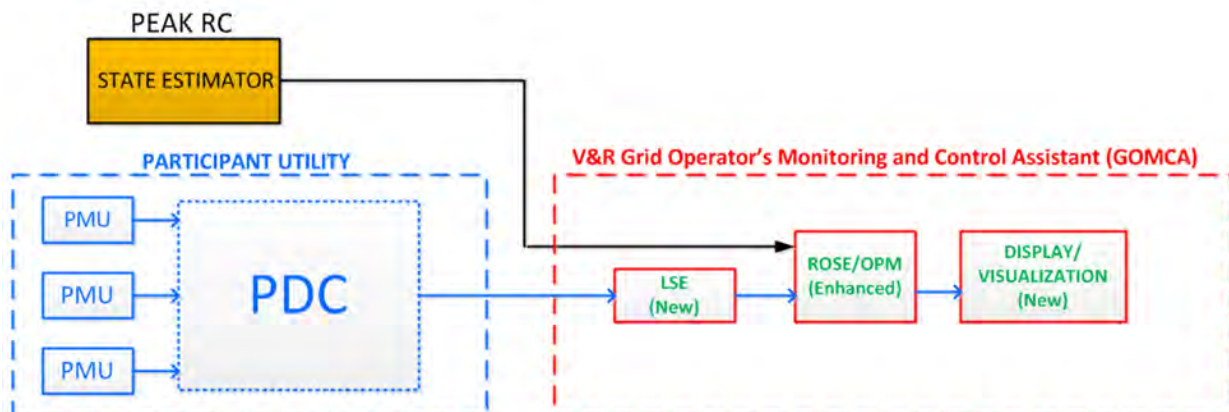 PEAK RC
STATE ESTIMATOR
PARTICIPANT UTILITY
V&R Grid Operator's Monitoring and Control Assistant (GOMCA)
PMU
PMU
PMU
PDC
LSE
(New)
ROSE/OPM
(Enhanced)
DISPLAY/
VISUALIZATION
(New)